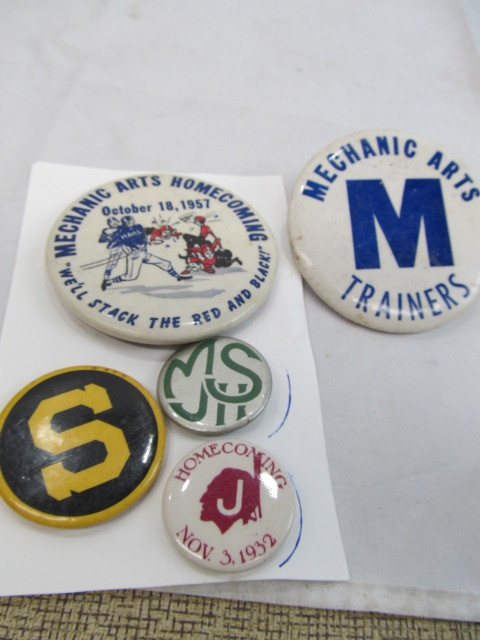 MECHANIC ARTS HOMECOMING
October 18, 1957
"WE'LL STACK THE RED AND BLACK!"
MECHANIC ARTS
M
TRAINERS
S
MSHJ
HOMECOMING
J
NOV. 3, 1932